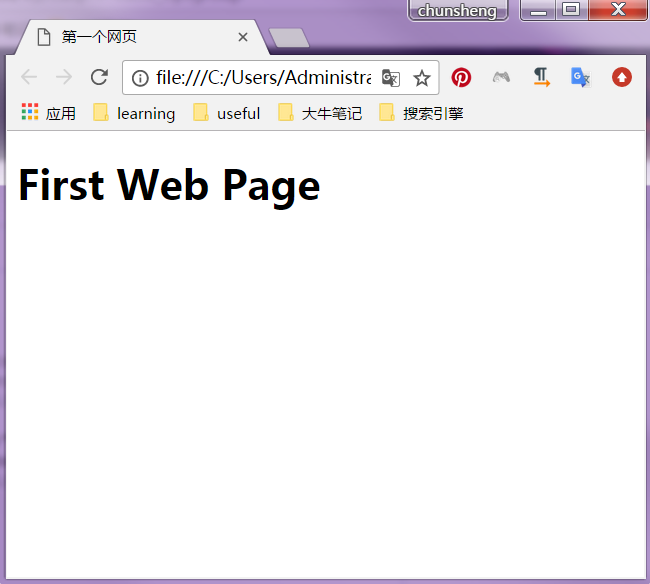 chunsheng
第一个网页
file:///C:/Users/Administra
应用 learning useful 大牛笔记 搜索引擎
First Web Page